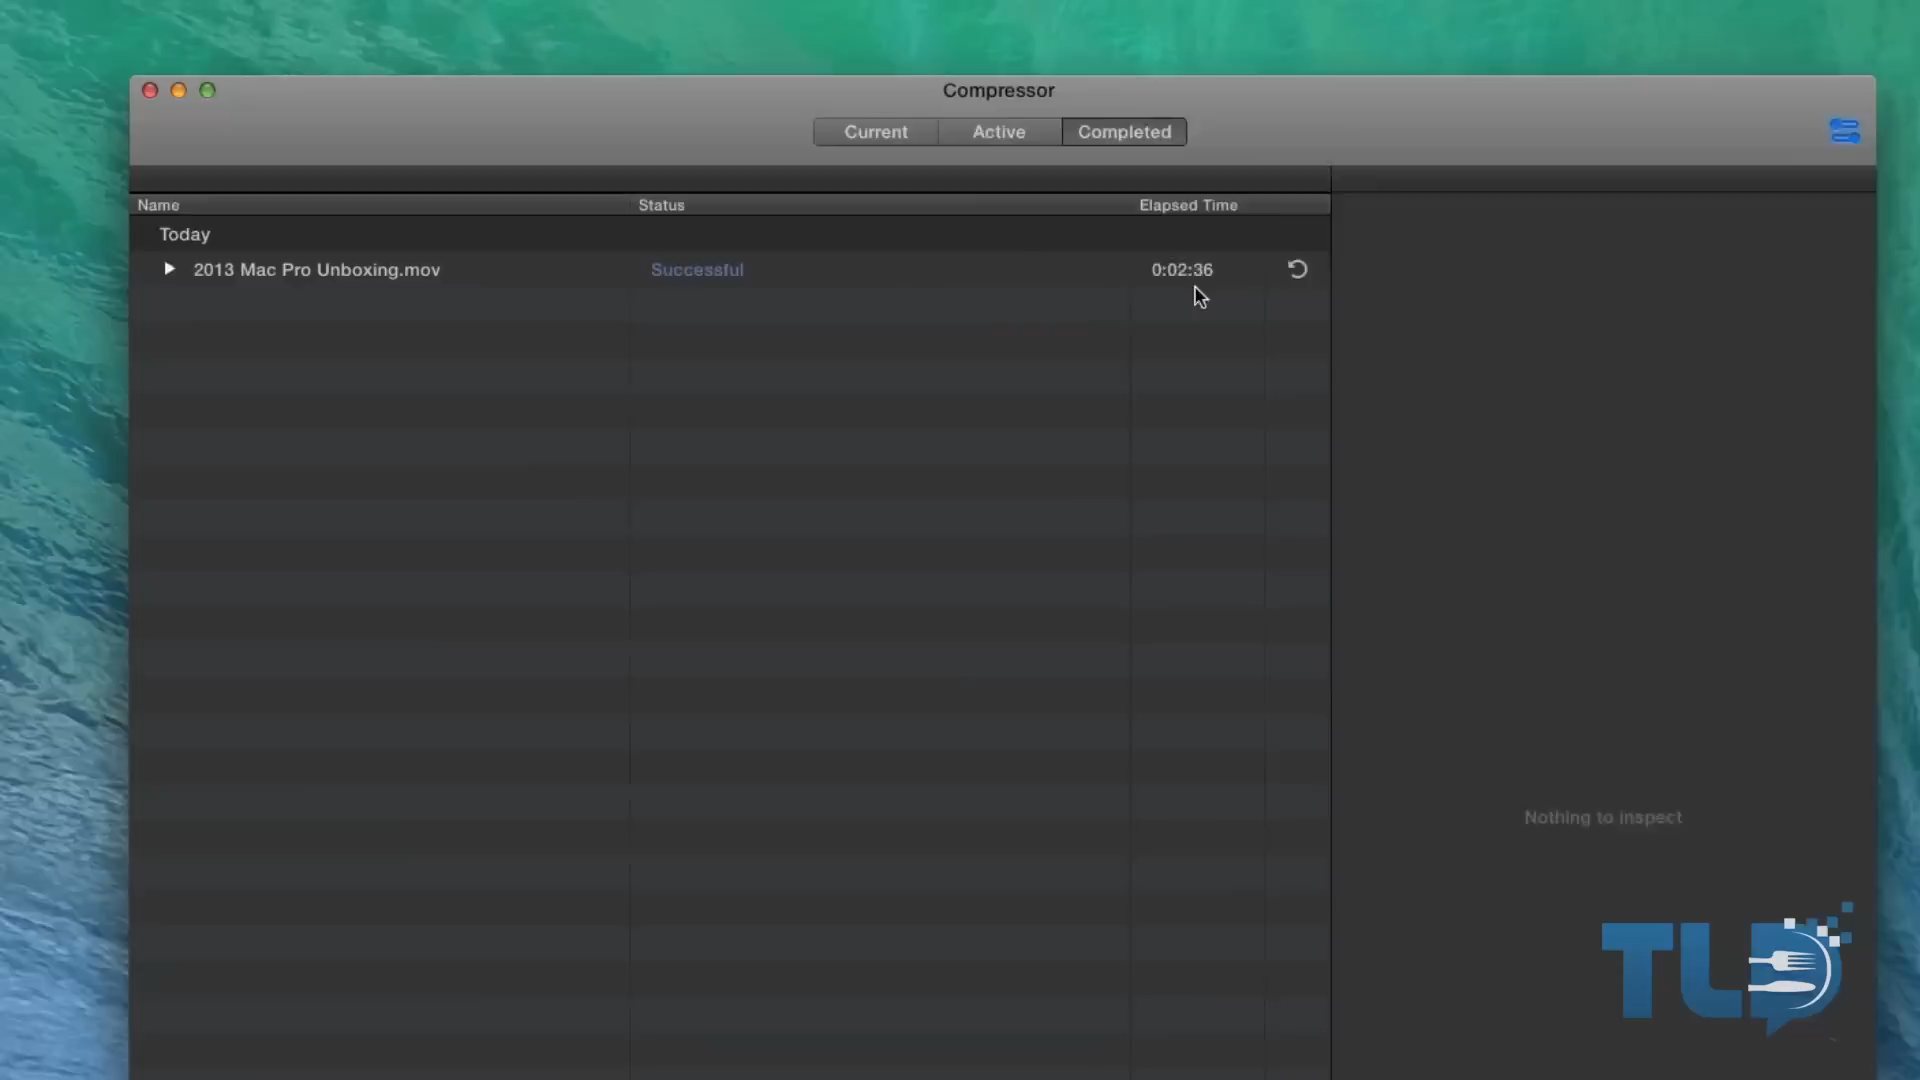 Compressor
Current Active Completed
Name Status Elapsed Time
Today
2013 Mac Pro Unboxing.mov Successful 0:02:36
Nothing to inspect
TLD